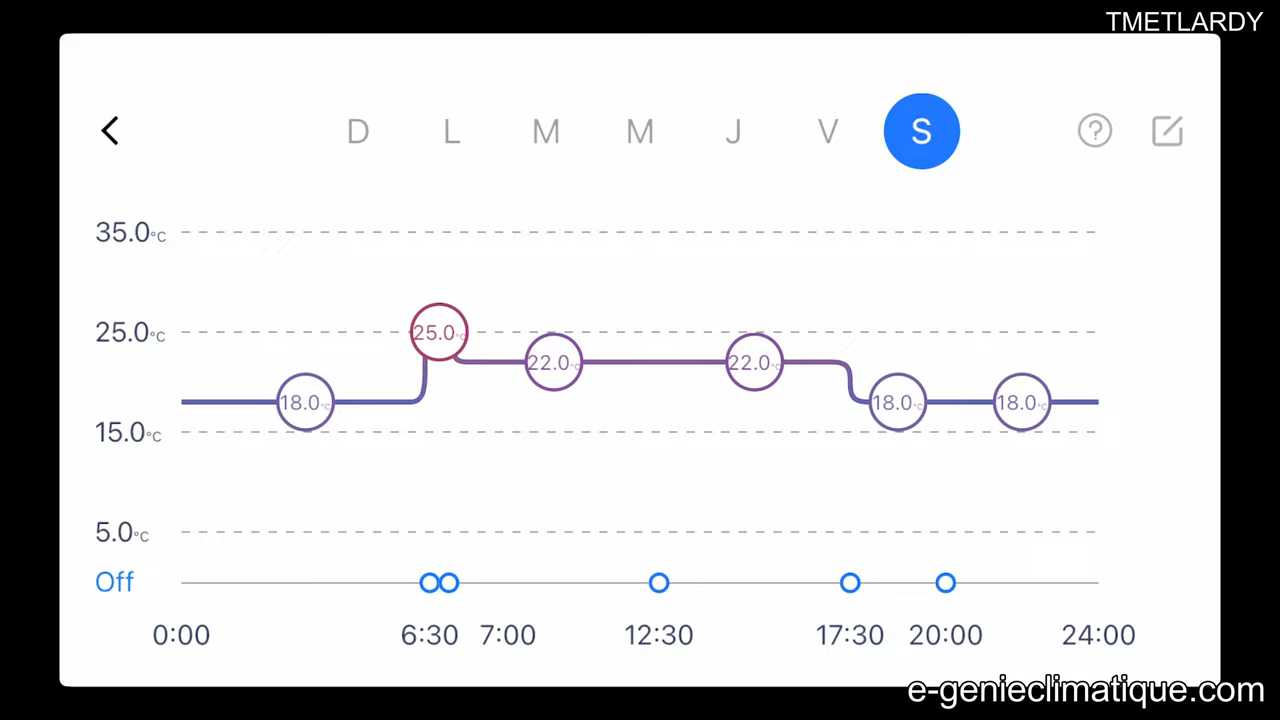 TMETLARDY
D L M M J V S
35.0°C
25.0°C
25.0°C
22.0°C 22.0°C
18.0°C 18.0°C 18.0°C
15.0°C
5.0°C
Off
0:00 6:30 7:00 12:30 17:30 20:00 24:00
e-genieclimatique.com